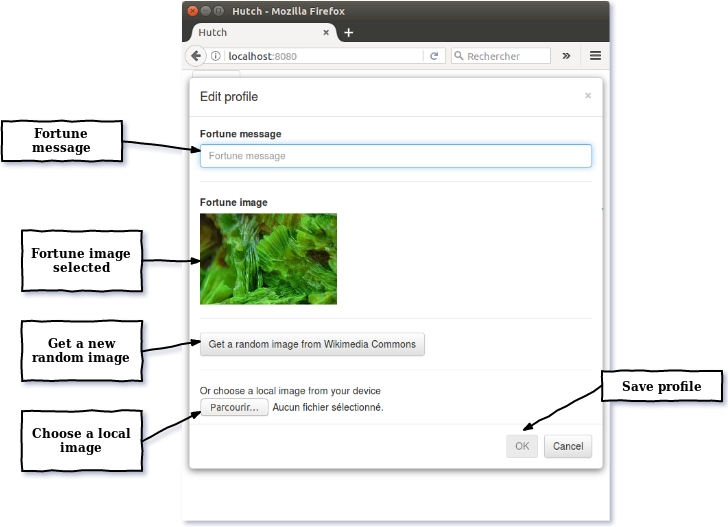 Hutch - Mozilla Firefox
Hutch
localhost:8080
Rechercher
Edit profile
Fortune message
Fortune message
Fortune
message
Fortune image
Fortune image
selected
Get a new
random image
Get a random image from Wikimedia Commons
Or choose a local image from your device
Parcourir... Aucun fichier sélectionné.
Choose a local
image
Save profile
OK
Cancel